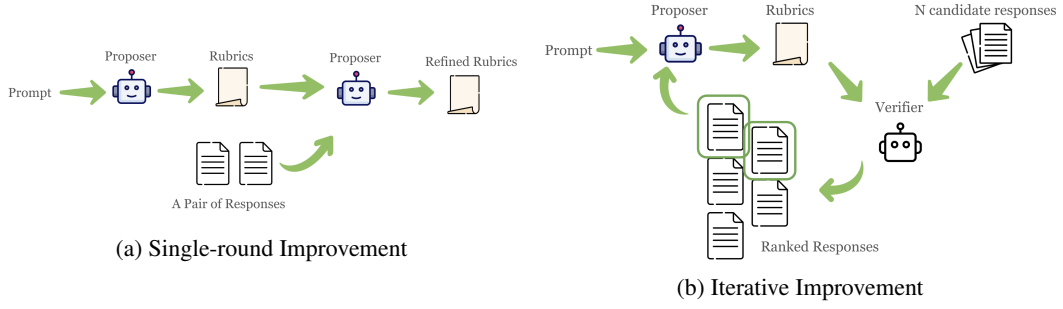 Prompt
Proposer
Rubrics
Proposer
Refined Rubrics
A Pair of Responses
(a) Single-round Improvement
Prompt
Proposer
Rubrics
N candidate responses
Verifier
Ranked Responses
(b) Iterative Improvement